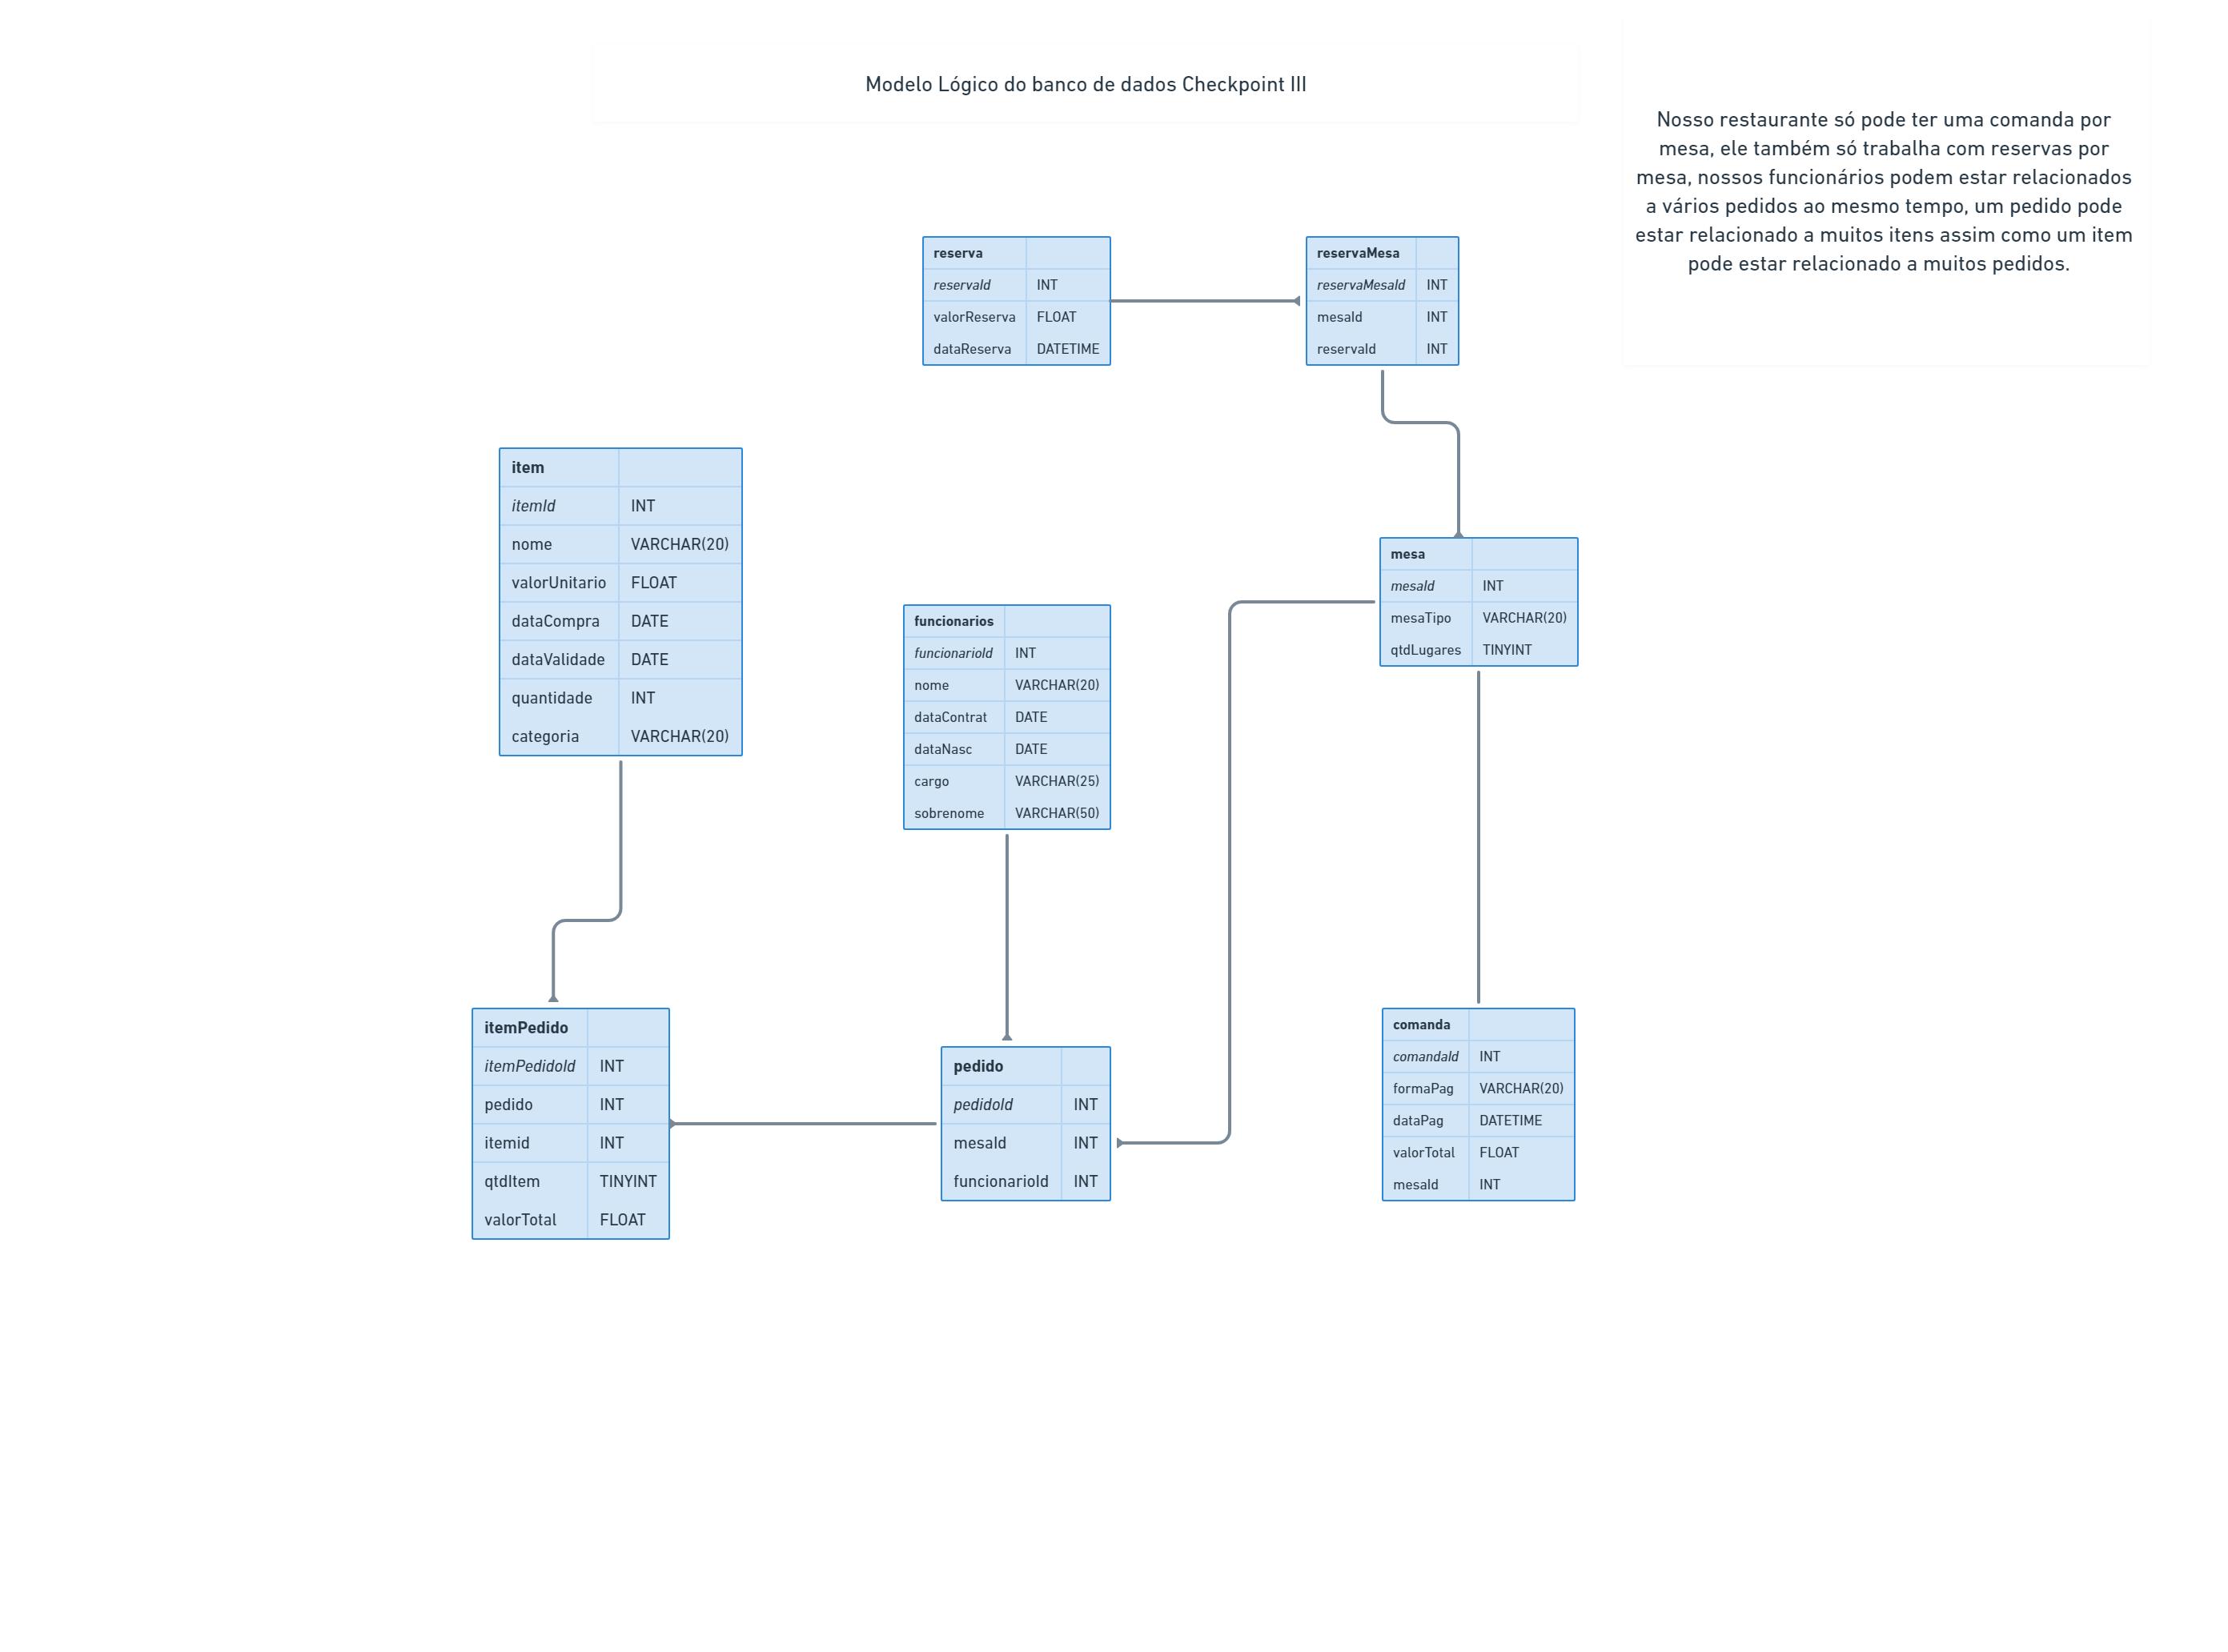 Modelo Lógico do banco de dados Checkpoint III
Nosso restaurante só pode ter uma comanda por
mesa, ele também só trabalha com reservas por
mesa, nossos funcionários podem estar relacionados
a vários pedidos ao mesmo tempo, um pedido pode
estar relacionado a muitos itens assim como um item
pode estar relacionado a muitos pedidos.
reserva
reservaId INT
valorReserva FLOAT
dataReserva DATETIME
reservaMesa
reservaMesaId INT
mesaId INT
reservaId INT
item
itemId INT
nome VARCHAR(20)
valorUnitario FLOAT
dataCompra DATE
dataValidade DATE
quantidade INT
categoria VARCHAR(20)
funcionarios
funcionarioId INT
nome VARCHAR(20)
dataContrat DATE
dataNasc DATE
cargo VARCHAR(25)
sobrenome VARCHAR(50)
mesa
mesaId INT
mesaTipo VARCHAR(20)
qtdLugares TINYINT
itemPedido
itemPedidoId INT
pedido INT
itemid INT
qtdItem TINYINT
valorTotal FLOAT
pedido
pedidoId INT
mesaId INT
funcionarioId INT
comanda
comandaId INT
formaPag VARCHAR(20)
dataPag DATETIME
valorTotal FLOAT
mesaId INT